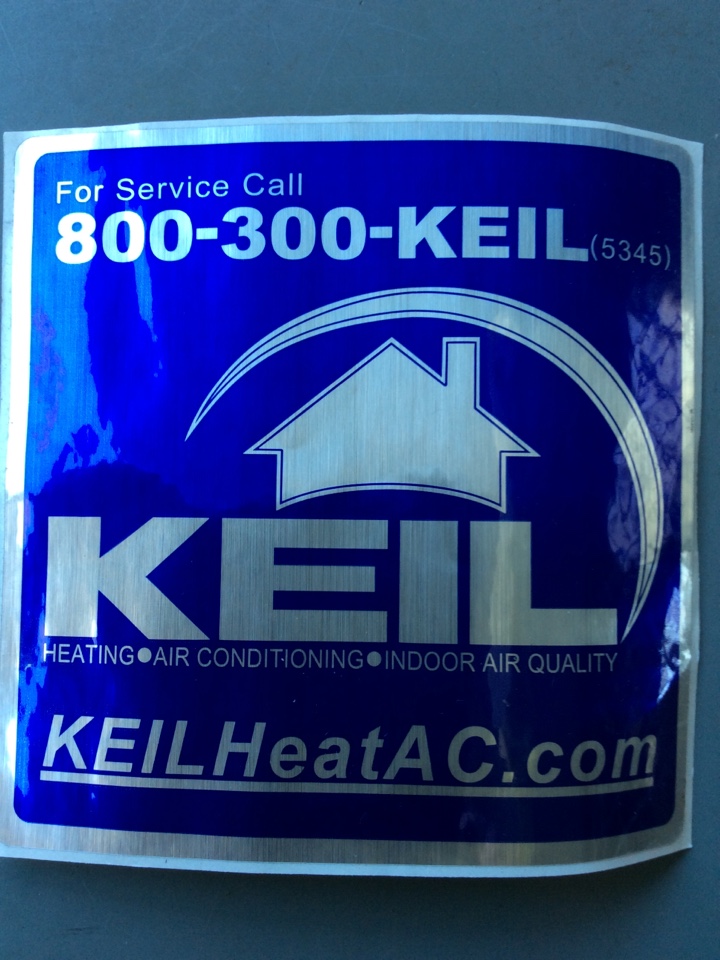 For Service Call
800-300-KEIL(5345)
KEIL
HEATING●AIR CONDITIONING●INDOOR AIR QUALITY
KEILHeatAC.com